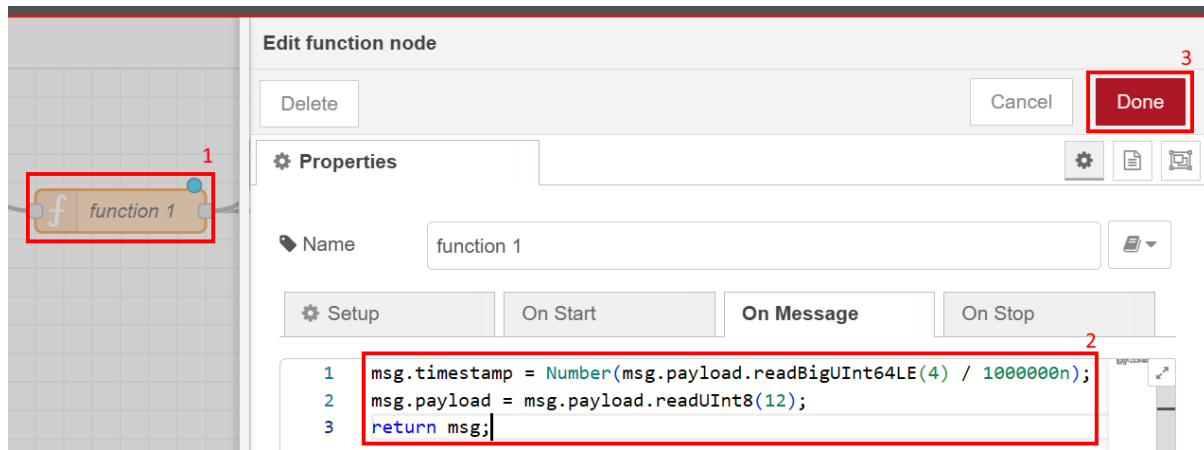 Edit function node
3
Delete
Cancel
Done
1
Properties
function 1
Name
function 1
Setup
On Start
On Message
On Stop
2
1 msg.timestamp = Number(msg.payload.readBigUInt64LE(4) / 1000000n);
2 msg.payload = msg.payload.readUInt8(12);
3 return msg;